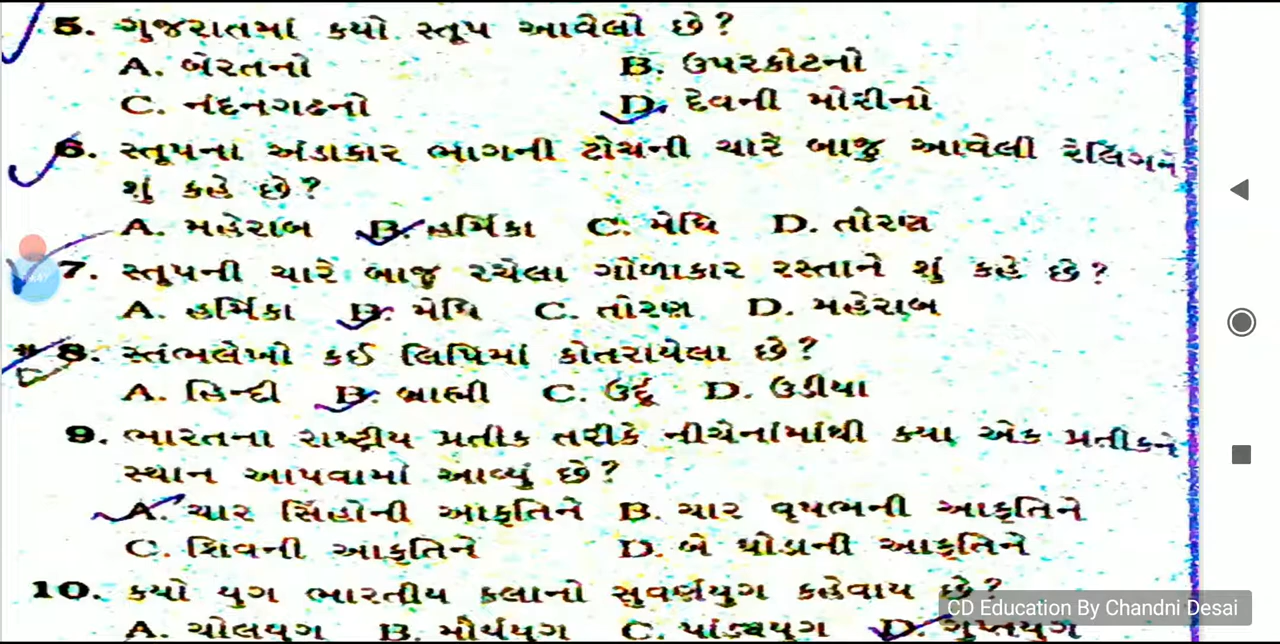 5. ગુજરાતમાં કયો સ્તૂપ આવેલો છે?
A. બેરતનો B. ઉપરકોટનો
C. નંદનગઢનો D. દેવની મોરીનો
6. સ્તૂપના અંડાકાર ભાગની ટોચની ચારે બાજુ આવેલી રેલિંગને
શું કહે છે?
A. મહેરાબ B. હર્મિકા C. મેધિ D. તોરણ
7. સ્તૂપની ચારે બાજુ રચેલા ગોળાકાર રસ્તાને શું કહે છે?
A. હર્મિકા B. મેધિ C. તોરણ D. મહેરાબ
8. સ્તંભલેખો કઈ લિપિમાં કોતરાયેલા છે?
A. હિન્દી B. બ્રાહ્મી C. ઉર્દૂ D. ઉડીયા
9. ભારતના રાષ્ટ્રીય પ્રતીક તરીકે નીચેનાંમાંથી ક્યા એક પ્રતીકને
સ્થાન આપવામાં આવ્યું છે?
A. ચાર સિંહોની આકૃતિને B. ચાર વૃષભની આકૃતિને
C. શિવની આકૃતિને D. બે ઘોડાની આકૃતિને
10. કયો યુગ ભારતીય કલાનો સુવર્ણયુગ કહેવાય છે?
CD Education By Chandni Desai
A. ચોલયુગ B. મૌર્યયુગ C. પાંડ્યયુગ D. ગુપ્તયુગ